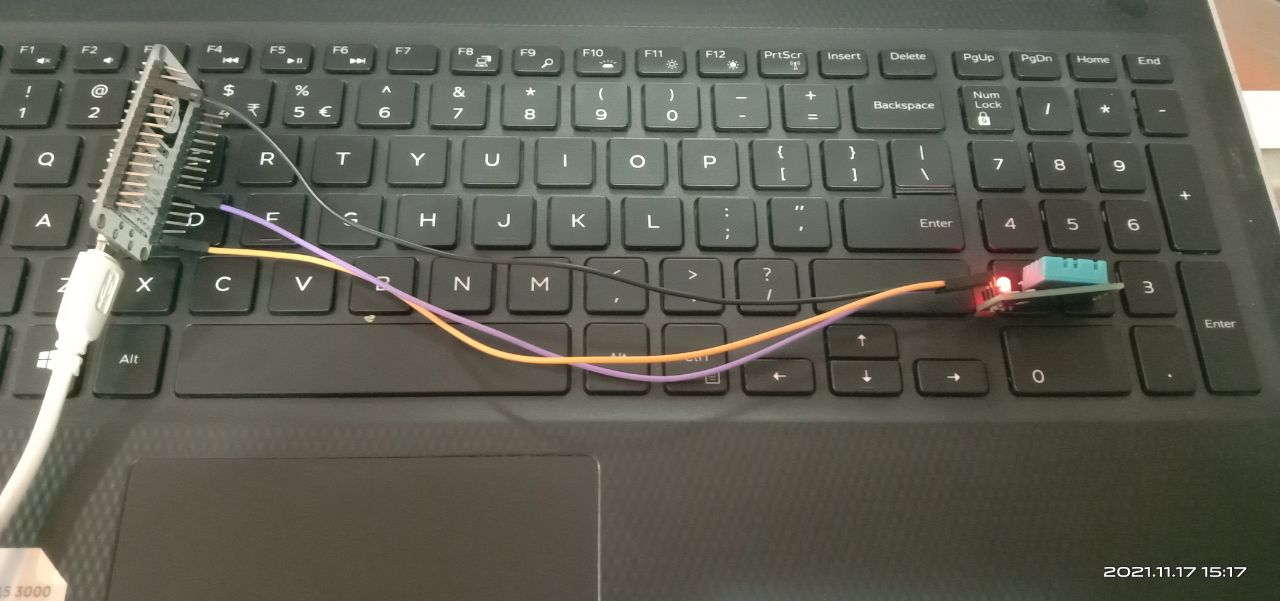 F1 F2 F4 F5 F6 F7 F8 F9 F10 F11 F12 PrtScr Insert Delete PgUp PgDn Home End
! @ $ % ^ & * ( ) _ + Backspace Num Lock / * -
1 2 ₹ 5 € 6 7 8 9 0 - =
Q R T Y U I O P { [ } ] | \ 7 8 9 +
A D F G H J K L : ; " ' Enter 4 5 6
Z X C V B N M < , > . ? / 3 Enter
Alt Alt Ctrl ← ↑ ↓ → 0 .
3000
2021.11.17 15:17